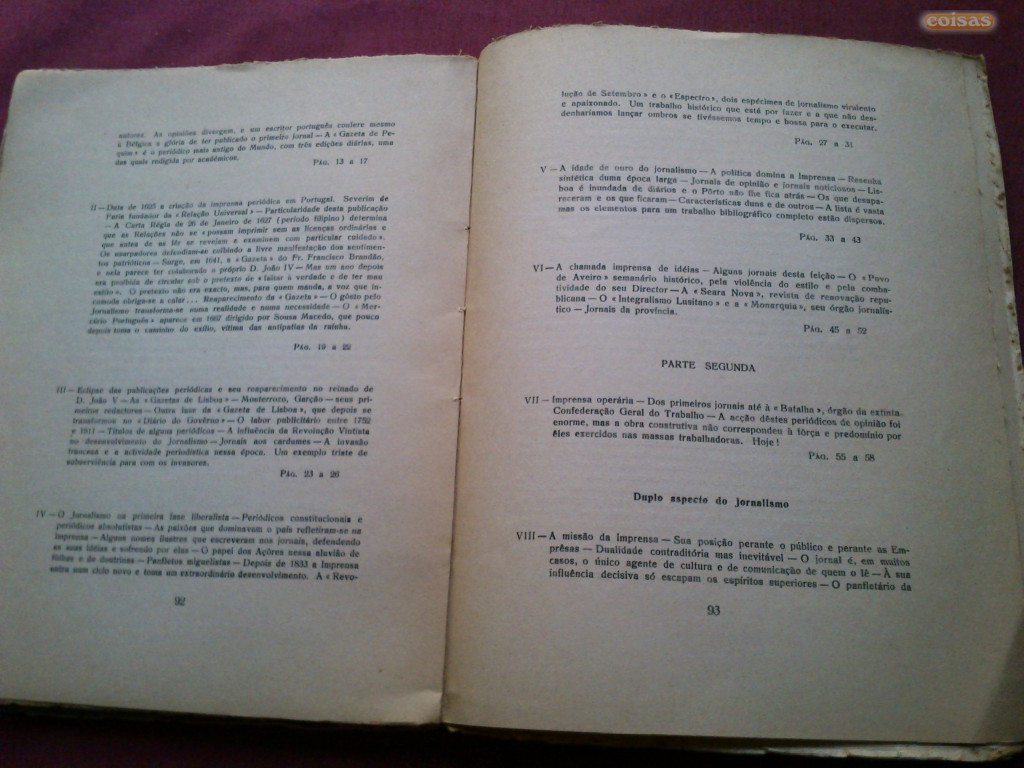 autores. As opiniões divergem, e um escritor português confere mesmo
à Bélgica a glória de ter publicado o primeiro jornal — A «Gazeta de Pe-
quim» é o periódico mais antigo do Mundo, com três edições diárias, uma
das quais redigida por académicos.
Pág. 13 a 17
II — Data de 1625 a criação da imprensa periódica em Portugal. Severim de
Faria fundador da «Relação Universal» — Particularidade desta publicação
— A Carta Régia de 26 de Janeiro de 1627 (período filipino) determina
que as Relações não se «possam imprimir sem as licenças ordinárias e
que antes de as lêr se revejam e examinem com particular cuidado».
Os usurpadores defendiam-se colhindo a livre manifestação dos sentimen-
tos patrióticos — Surge, em 1641, a «Gazeta» do Fr. Francisco Brandão,
e nela parece ter colaborado o próprio D. João IV — Mas um ano depois
era proibida de circular sob o pretexto de «faltar à verdade e de ter mau
estilo». O pretexto não era exacto, mas, para quem manda, a voz que in-
comoda obriga-se a calar... Reaparecimento da «Gazeta» — O gôsto pelo
Jornalismo transforma-se numa realidade e numa necessidade — O «Mer-
cúrio Português» aparece em 1667 dirigido por Sousa Macedo, que pouco
depois toma o caminho do exílio, vítima das antipatias da rainha.
Pág. 19 a 22
III — Eclipse das publicações periódicas e seu reaparecimento no reinado de
D. João V — As «Gazetas de Lisboa» — Monterrozo, Garção — seus pri-
meiros redactores — Outra fase da «Gazeta de Lisboa», que depois se
transformou no «Diário do Govêrno» — O labor publicitário entre 1752
e 1811 — Títulos de alguns periódicos — A influência da Revolução Vintista
no desenvolvimento do Jornalismo — Jornais aos cardumes — A invasão
francesa e a actividade periodística nessa época. Um exemplo triste de
subserviência para com os invasores.
Pág. 23 a 26
IV — O Jornalismo na primeira fase liberalista — Periódicos constitucionais e
periódicos absolutistas — As paixões que dominavam o país refletiram-se na
Imprensa — Alguns nomes ilustres que escreveram nos jornais, defendendo
as suas idéias e sofrendo por elas — O papel dos Açôres nessa aluvião de
fôlhas e de doutrinas — Panfletos miguelistas — Depois de 1833 a Imprensa
entra num ciclo novo e toma um extraordinário desenvolvimento. A «Revo-
92
lução de Setembro» e o «Espectro», dois espécimes de jornalismo virulento
e apaixonado. Um trabalho histórico que está por fazer e a que não des-
denharíamos lançar ombros se tivéssemos tempo e bossa para o executar.
Pág. 27 a 31
V — A idade de ouro do jornalismo — A política domina a Imprensa — Resenha
sintética duma época larga — Jornais de opinião e jornais noticiosos — Lis-
boa é inundada de diários e o Pôrto não lhe fica atrás — Os que desapa-
receram e os que ficaram — Características duns e de outros — A lista é vasta
mas os elementos para um trabalho bibliográfico completo estão dispersos.
Pág. 33 a 43
VI — A chamada imprensa de idéias — Alguns jornais desta feição — O «Povo
de Aveiro» semanário histórico, pela violência do estilo e pela comba-
tividade do seu Director — A «Seara Nova», revista de renovação repu-
blicana — O «Integralismo Lusitano» e a «Monarquia», seu órgão jornalís-
tico — Jornais da província.
Pág. 45 a 52
PARTE SEGUNDA
VII — Imprensa operária — Dos primeiros jornais até à «Batalha», órgão da extinta
Confederação Geral do Trabalho — A acção dêstes periódicos de opinião foi
enorme, mas a obra construtiva não correspondeu à fôrça e predomínio por
êles exercidos nas massas trabalhadoras. Hoje!
Pág. 55 a 58
Duplo aspecto do jornalismo
VIII — A missão da Imprensa — Sua posição perante o público e perante as Em-
prêsas — Dualidade contraditória mas inevitável — O jornal é, em muitos
casos, o único agente de cultura e de comunicação de quem o lê — À sua
influência decisiva só escapam os espíritos superiores — O panfletário da
93
coisas